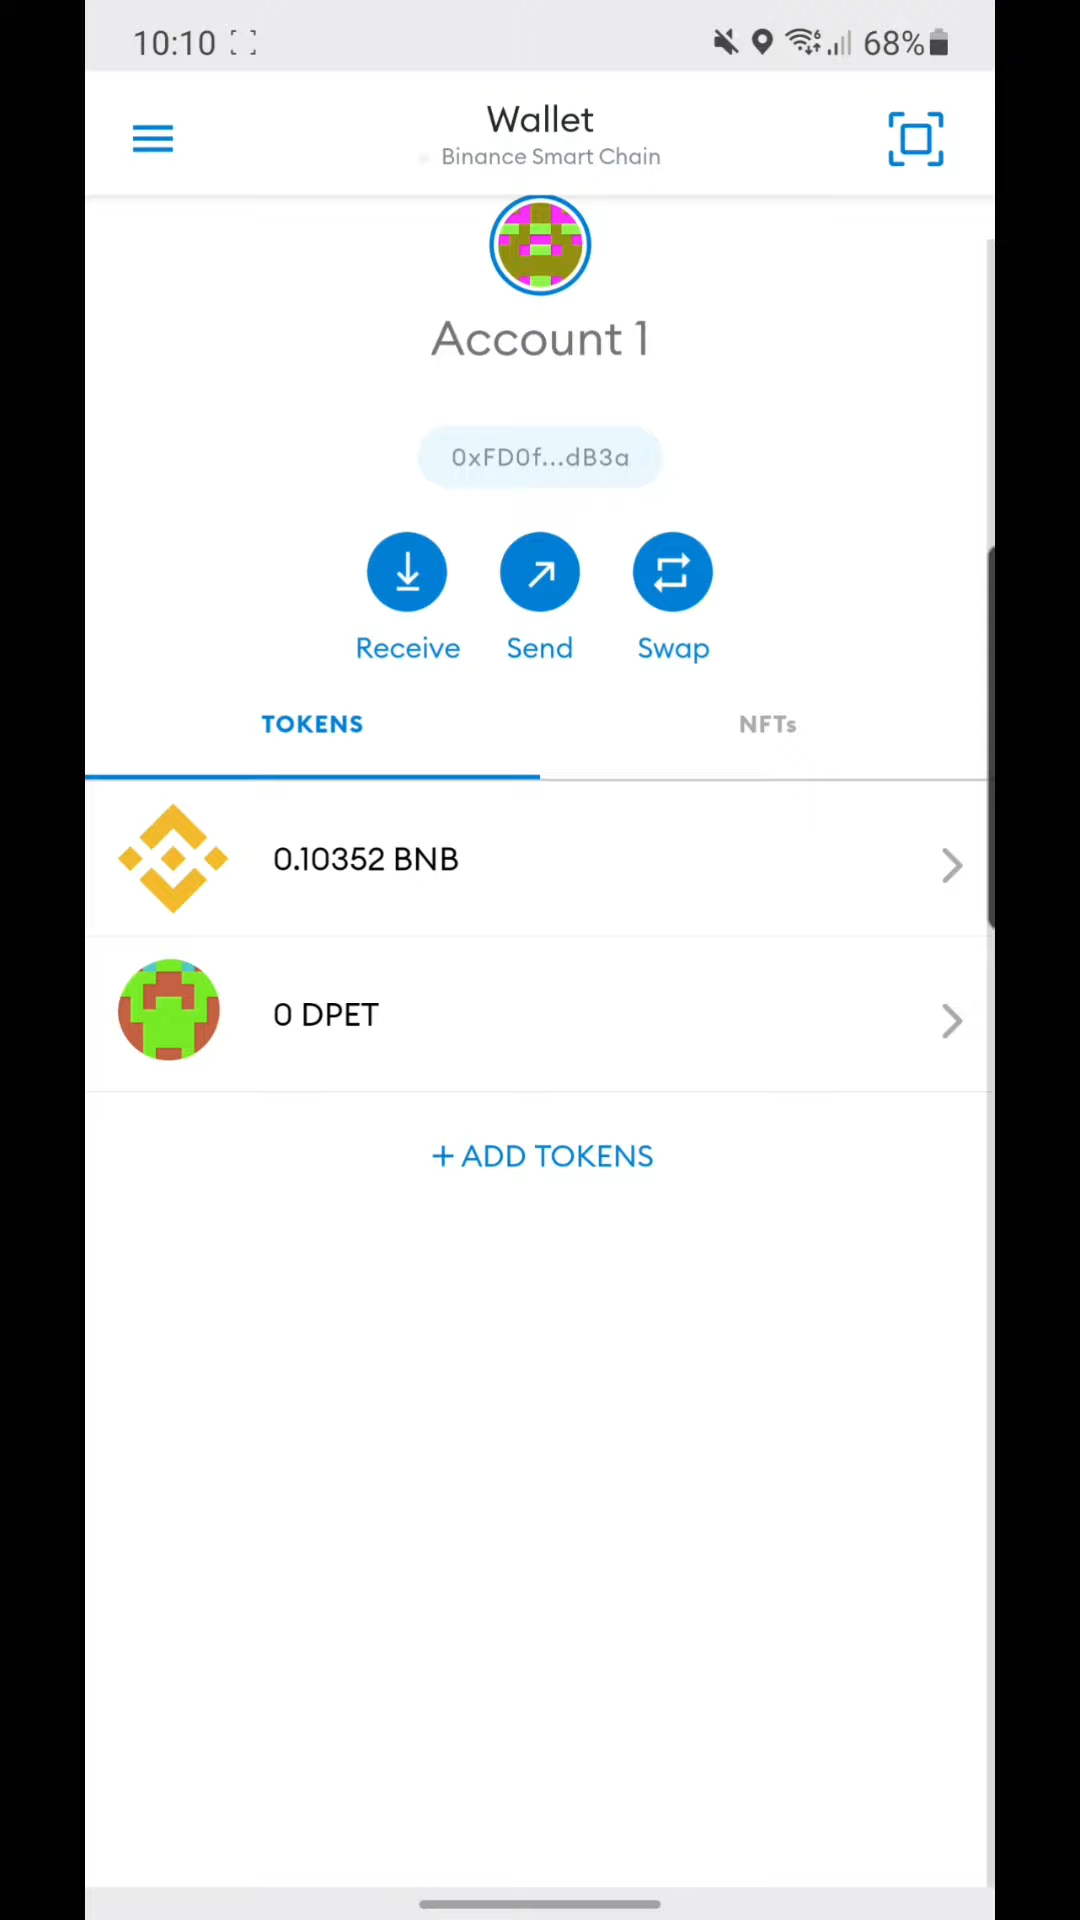 10:10
68%
Wallet
Binance Smart Chain
Account 1
0xFD0f...dB3a
Receive Send Swap
TOKENS NFTs
0.10352 BNB
0 DPET
+ ADD TOKENS